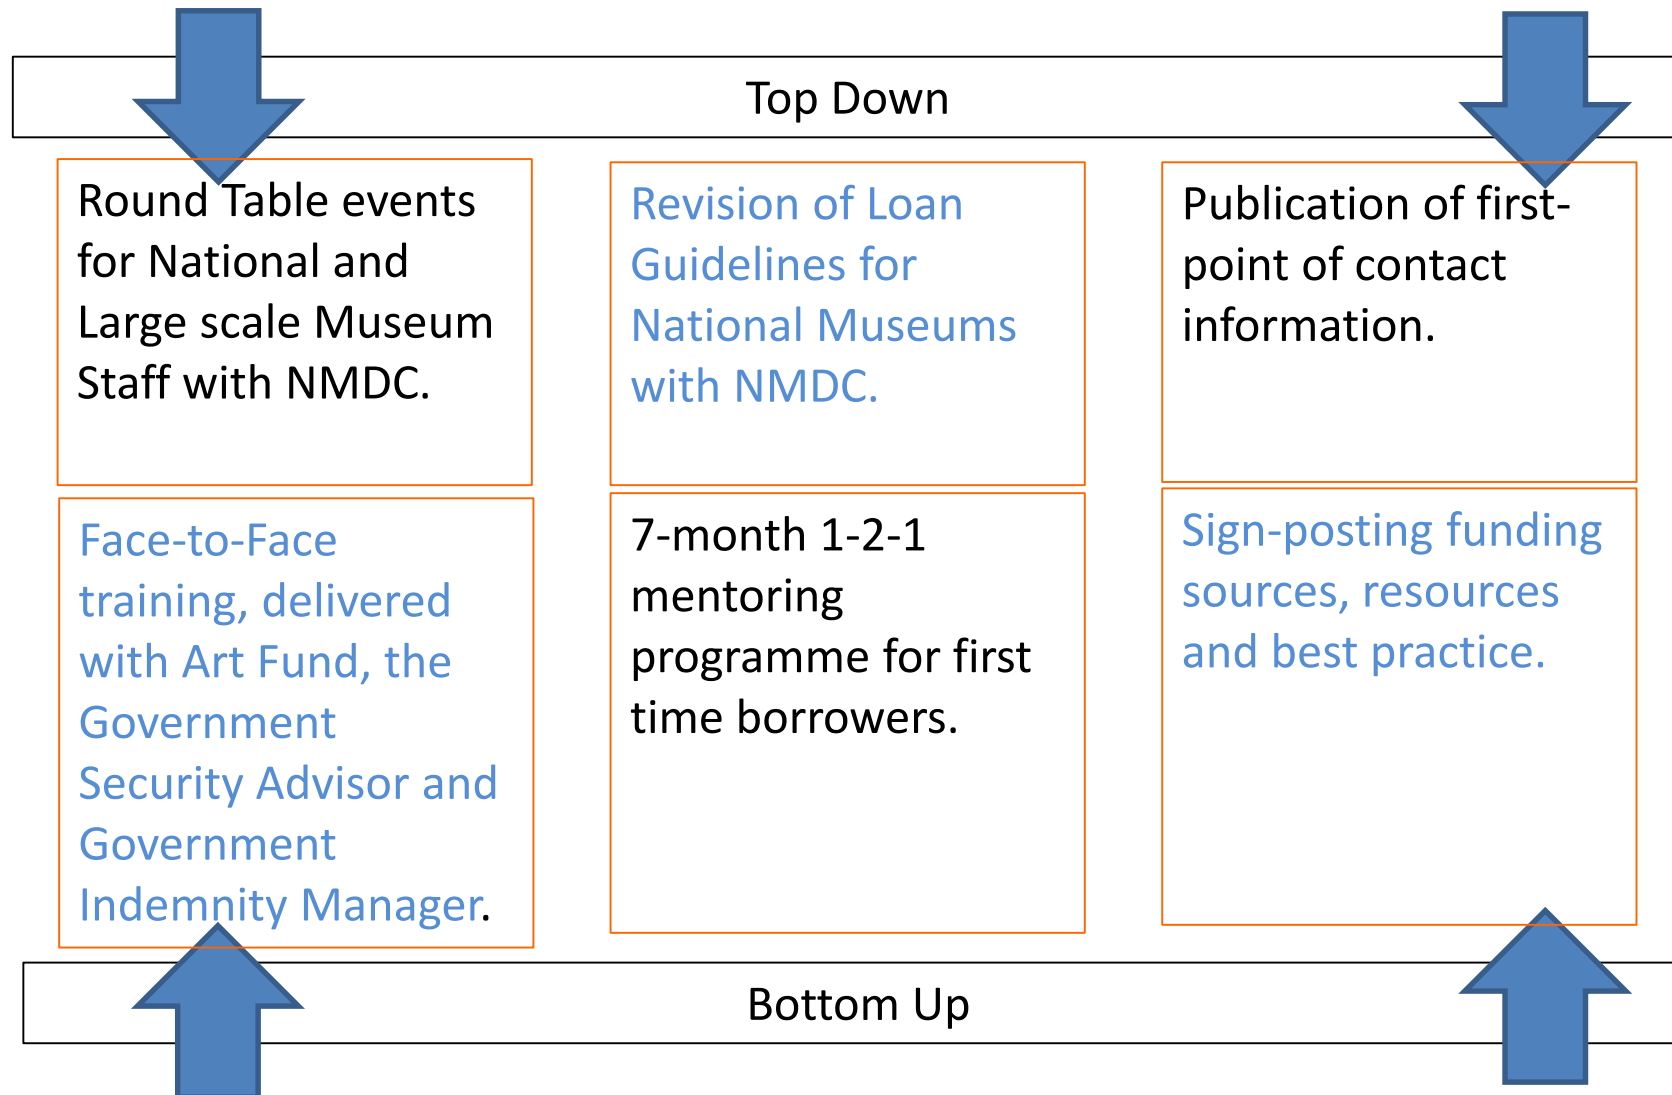 Top Down
Round Table events
for National and
Large scale Museum
Staff with NMDC.
Revision of Loan
Guidelines for
National Museums
with NMDC.
Publication of first-
point of contact
information.
Face-to-Face
training, delivered
with Art Fund, the
Government
Security Advisor and
Government
Indemnity Manager.
7-month 1-2-1
mentoring
programme for first
time borrowers.
Sign-posting funding
sources, resources
and best practice.
Bottom Up